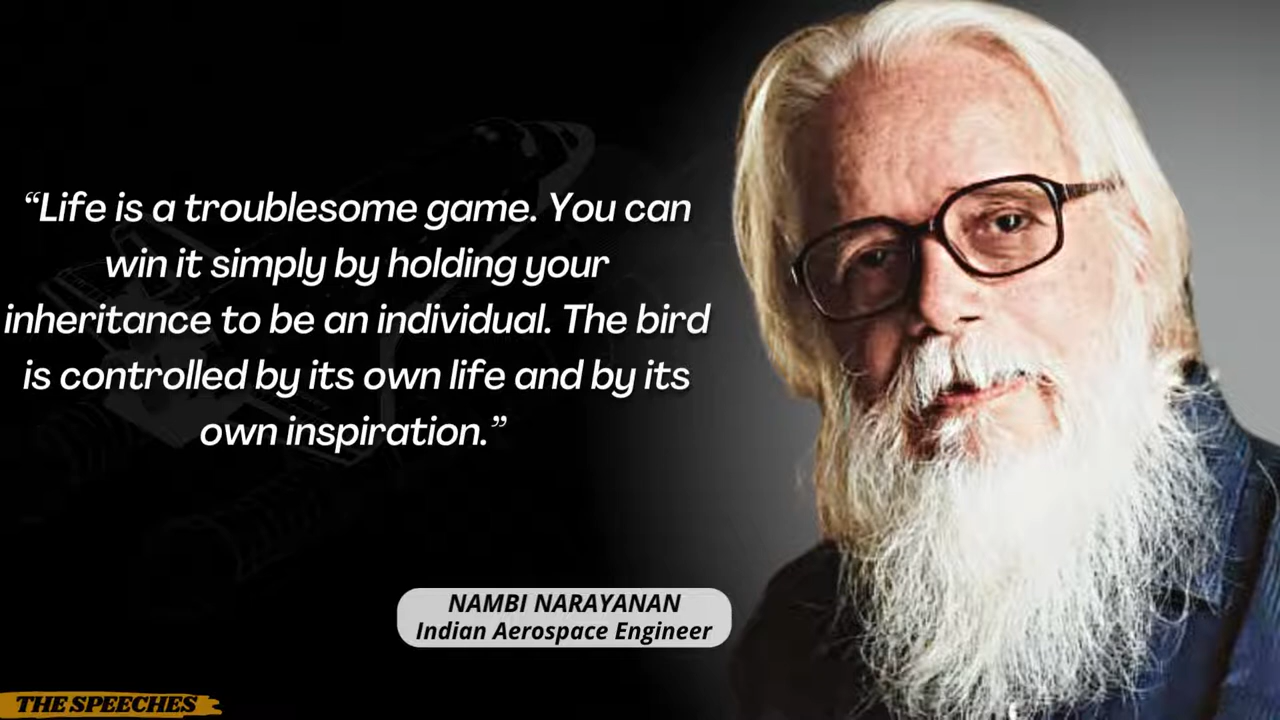 “Life is a troublesome game. You can
win it simply by holding your
inheritance to be an individual. The bird
is controlled by its own life and by its
own inspiration.”
NAMBI NARAYANAN
Indian Aerospace Engineer
THE SPEECHES